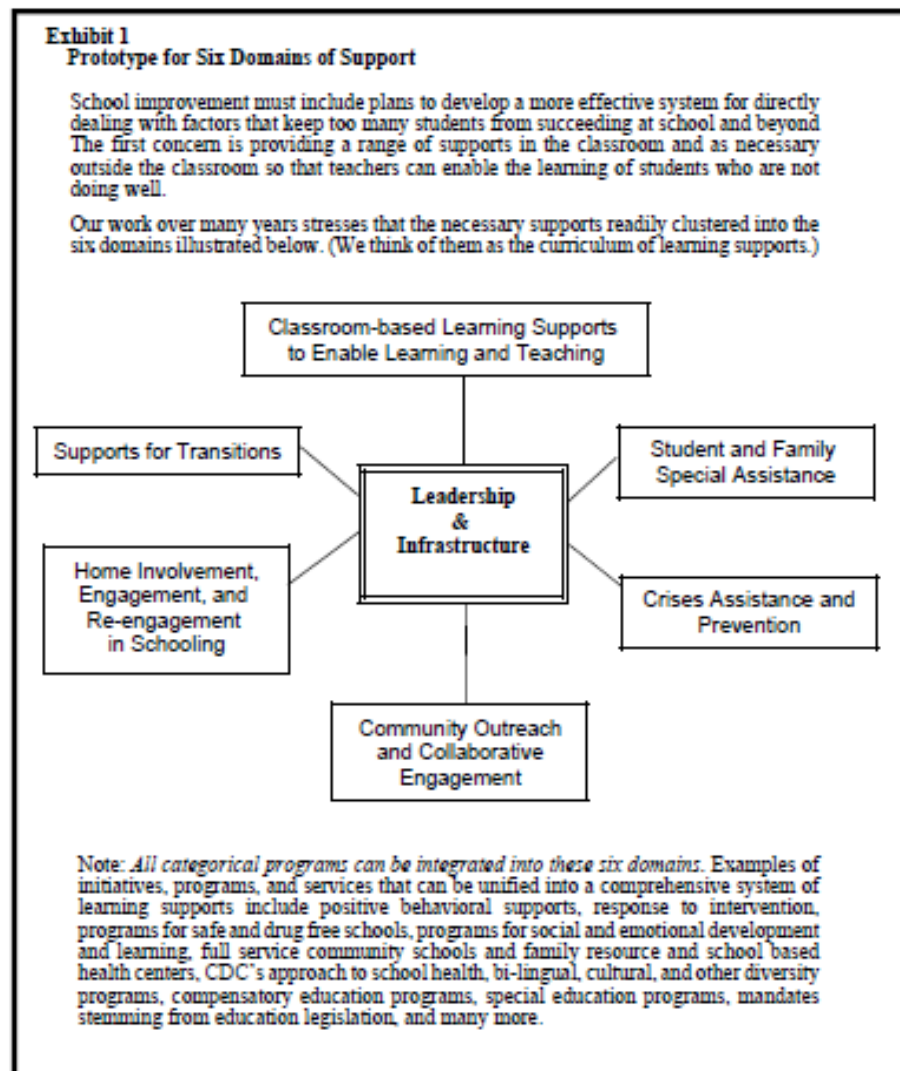 Exhibit 1
Prototype for Six Domains of Support
School improvement must include plans to develop a more effective system for directly
dealing with factors that keep too many students from succeeding at school and beyond
The first concern is providing a range of supports in the classroom and as necessary
outside the classroom so that teachers can enable the learning of students who are not
doing well.
Our work over many years stresses that the necessary supports readily clustered into the
six domains illustrated below. (We think of them as the curriculum of learning supports.)
Classroom-based Learning Supports
to Enable Learning and Teaching
Supports for Transitions
Student and Family
Special Assistance
Leadership
&
Infrastructure
Home Involvement,
Engagement, and
Re-engagement
in Schooling
Crises Assistance and
Prevention
Community Outreach
and Collaborative
Engagement
Note: All categorical programs can be integrated into these six domains. Examples of
initiatives, programs, and services that can be unified into a comprehensive system of
learning supports include positive behavioral supports, response to intervention,
programs for safe and drug free schools, programs for social and emotional development
and learning, full service community schools and family resource and school based
health centers, CDC's approach to school health, bi-lingual, cultural, and other diversity
programs, compensatory education programs, special education programs, mandates
stemming from education legislation, and many more.